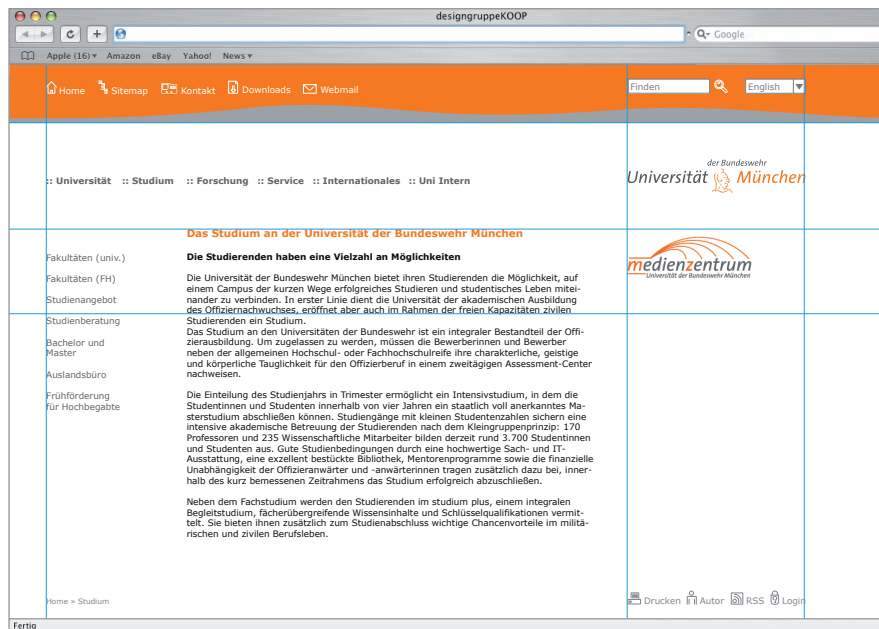 designgruppeKOOP
Google
Apple (16) Amazon eBay Yahoo! News
Home Sitemap Kontakt Downloads Webmail Finden English
der Bundeswehr
Universität München
:: Universität :: Studium :: Forschung :: Service :: Internationales :: Uni Intern
Das Studium an der Universität der Bundeswehr München
Die Studierenden haben eine Vielzahl an Möglichkeiten
medienzentrum
Universität der Bundeswehr München
Fakultäten (univ.)
Fakultäten (FH)
Studienangebot
Studienberatung
Bachelor und
Master
Auslandsbüro
Frühförderung
für Hochbegabte
Die Universität der Bundeswehr München bietet ihren Studierenden die Möglichkeit, auf
einem Campus der kurzen Wege erfolgreiches Studieren und studentisches Leben mitei-
nander zu verbinden. In erster Linie dient die Universität der akademischen Ausbildung
des Offiziernachwuchses, eröffnet aber auch im Rahmen der freien Kapazitäten zivilen
Studierenden ein Studium.
Das Studium an den Universitäten der Bundeswehr ist ein integraler Bestandteil der Offi-
zierausbildung. Um zugelassen zu werden, müssen die Bewerberinnen und Bewerber
neben der allgemeinen Hochschul- oder Fachhochschulreife ihre charakterliche, geistige
und körperliche Tauglichkeit für den Offizierberuf in einem zweitägigen Assessment-Center
nachweisen.
Die Einteilung des Studienjahrs in Trimester ermöglicht ein Intensivstudium, in dem die
Studentinnen und Studenten innerhalb von vier Jahren ein staatlich voll anerkanntes Ma-
sterstudium abschließen können. Studiengänge mit kleinen Studentenzahlen sichern eine
intensive akademische Betreuung der Studierenden nach dem Kleingruppenprinzip: 170
Professoren und 235 Wissenschaftliche Mitarbeiter bilden derzeit rund 3.700 Studentinnen
und Studenten aus. Gute Studienbedingungen durch eine hochwertige Sach- und IT-
Ausstattung, eine exzellent bestückte Bibliothek, Mentorenprogramme sowie die finanzielle
Unabhängigkeit der Offizieranwärter und -anwärterinnen tragen zusätzlich dazu bei, inner-
halb des kurz bemessenen Zeitrahmens das Studium erfolgreich abzuschließen.
Neben dem Fachstudium werden den Studierenden im studium plus, einem integralen
Begleitstudium, fächerübergreifende Wissensinhalte und Schlüsselqualifikationen vermit-
telt. Sie bieten ihnen zusätzlich zum Studienabschluss wichtige Chancenvorteile im militä-
rischen und zivilen Berufsleben.
Home » Studium
Drucken Autor RSS Login
Fertig